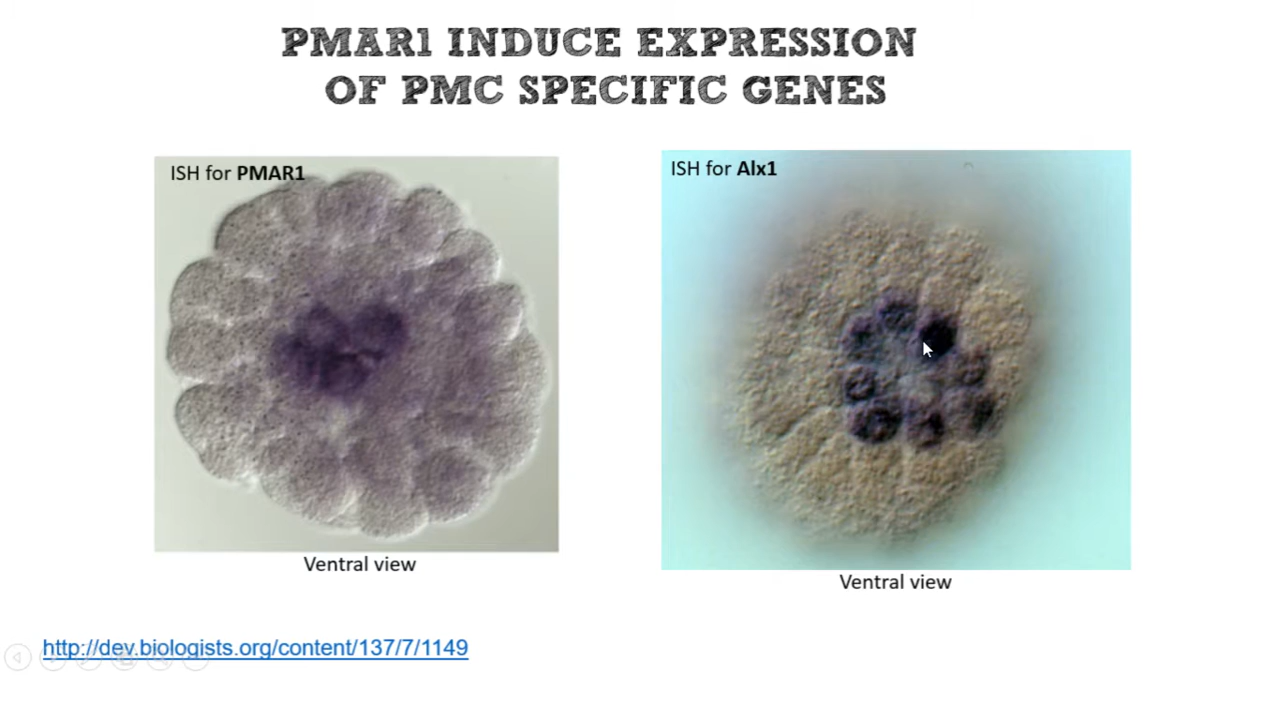 PMAR1 INDUCE EXPRESSION
OF PMC SPECIFIC GENES
ISH for PMAR1
ISH for Alx1
Ventral view
Ventral view
http://dev.biologists.org/content/137/7/1149